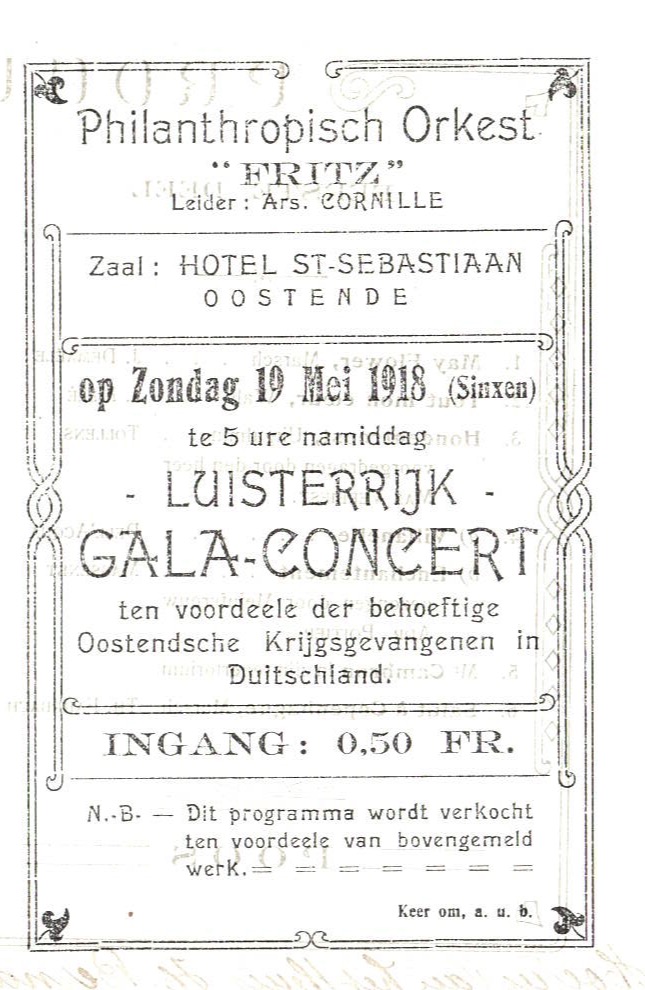 Philanthropisch Orkest
“FRITZ”
Leider : Ars. CORNILLE
Zaal : HOTEL ST-SEBASTIAAN
OOSTENDE
op Zondag 19 Mei 1918 (Sinxen)
te 5 ure namiddag
- LUISTERRIJK -
GALA-CONCERT
ten voordeele der behoeftige
Oostendsche Krijgsgevangenen in
Duitschland.
INGANG : 0,50 FR.
N.-B- — Dit programma wordt verkocht
ten voordeele van bovengemeld
werk. = = = = = = =
Keer om, a. u. b.